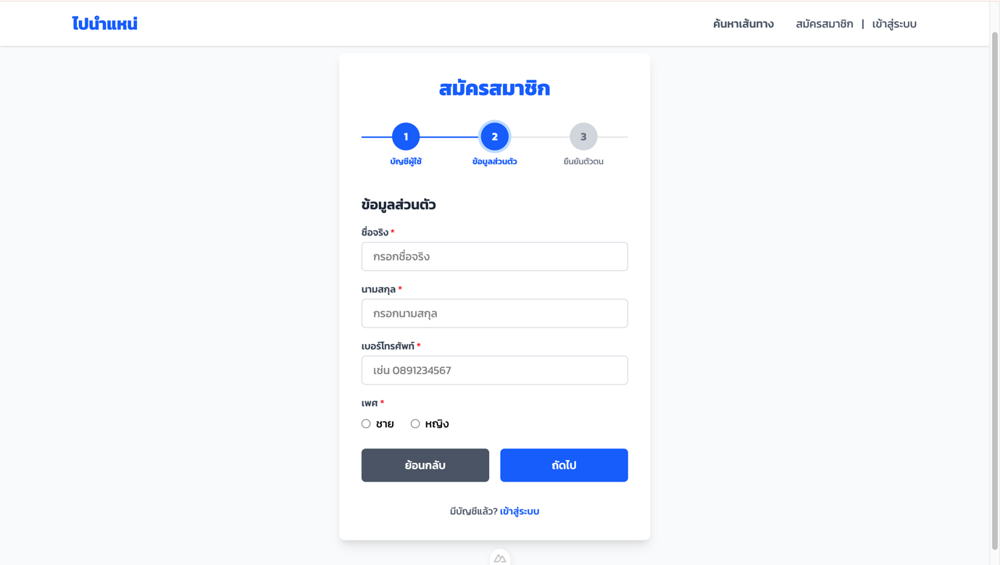 ไปนำแหน่
ค้นหาเส้นทาง สมัครสมาชิก | เข้าสู่ระบบ
สมัครสมาชิก
1 2 3
บัญชีผู้ใช้ ข้อมูลส่วนตัว ยืนยันตัวตน
ข้อมูลส่วนตัว
ชื่อจริง *
กรอกชื่อจริง
นามสกุล *
กรอกนามสกุล
เบอร์โทรศัพท์ *
เช่น 0891234567
เพศ *
ชาย หญิง
ย้อนกลับ ถัดไป
มีบัญชีแล้ว? เข้าสู่ระบบ